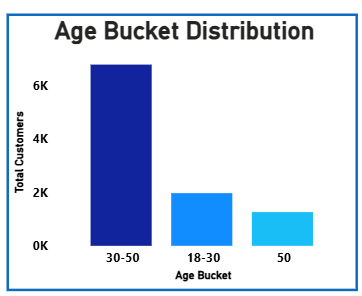 Age Bucket Distribution
Total Customers
6K
4K
2K
0K
30-50
18-30
50
Age Bucket